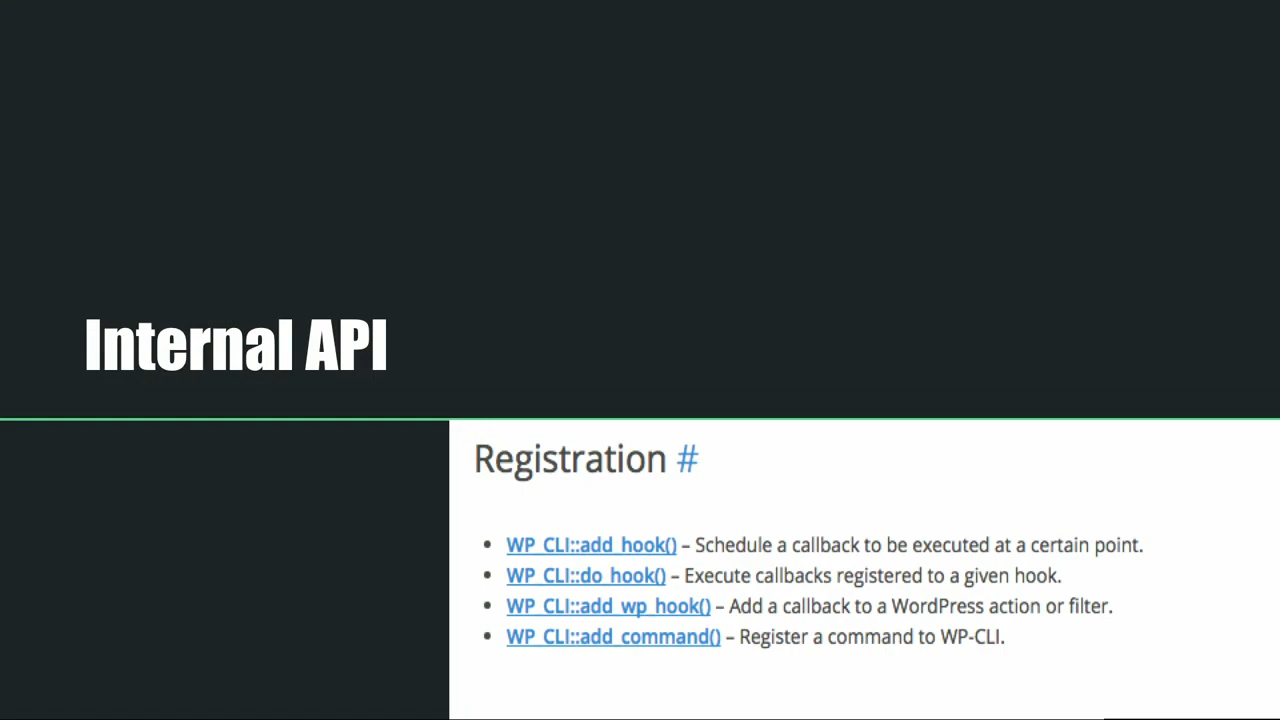 Internal API
Registration #
• WP_CLI::add_hook() – Schedule a callback to be executed at a certain point.
• WP_CLI::do_hook() – Execute callbacks registered to a given hook.
• WP_CLI::add_wp_hook() – Add a callback to a WordPress action or filter.
• WP_CLI::add_command() – Register a command to WP-CLI.